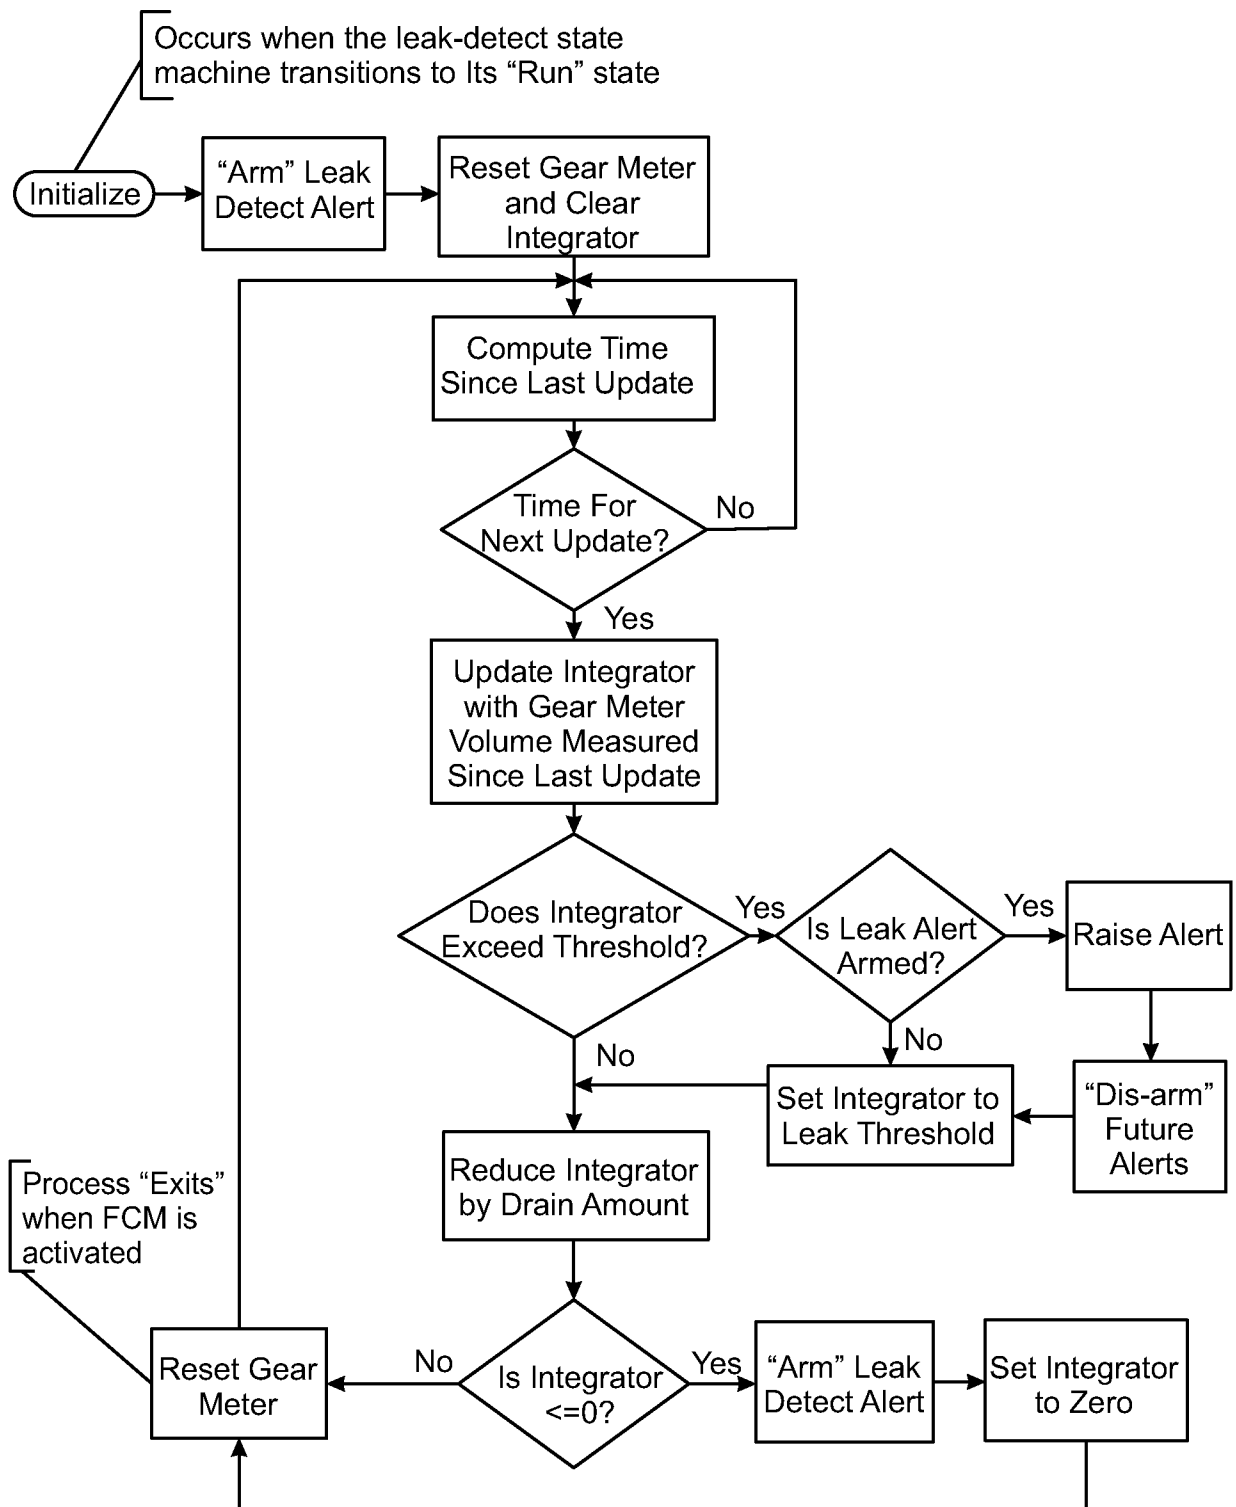 Occurs when the leak-detect state
machine transitions to Its “Run” state
Initialize
“Arm” Leak
Detect Alert
Reset Gear Meter
and Clear
Integrator
Compute Time
Since Last Update
Time For
Next Update?
No
Yes
Update Integrator
with Gear Meter
Volume Measured
Since Last Update
Does Integrator
Exceed Threshold?
Yes
Is Leak Alert
Armed?
Yes
Raise Alert
No
No
Set Integrator to
Leak Threshold
“Dis-arm”
Future
Alerts
Reduce Integrator
by Drain Amount
Process “Exits”
when FCM is
activated
Reset Gear
Meter
No
Is Integrator
<=0?
Yes
“Arm” Leak
Detect Alert
Set Integrator
to Zero